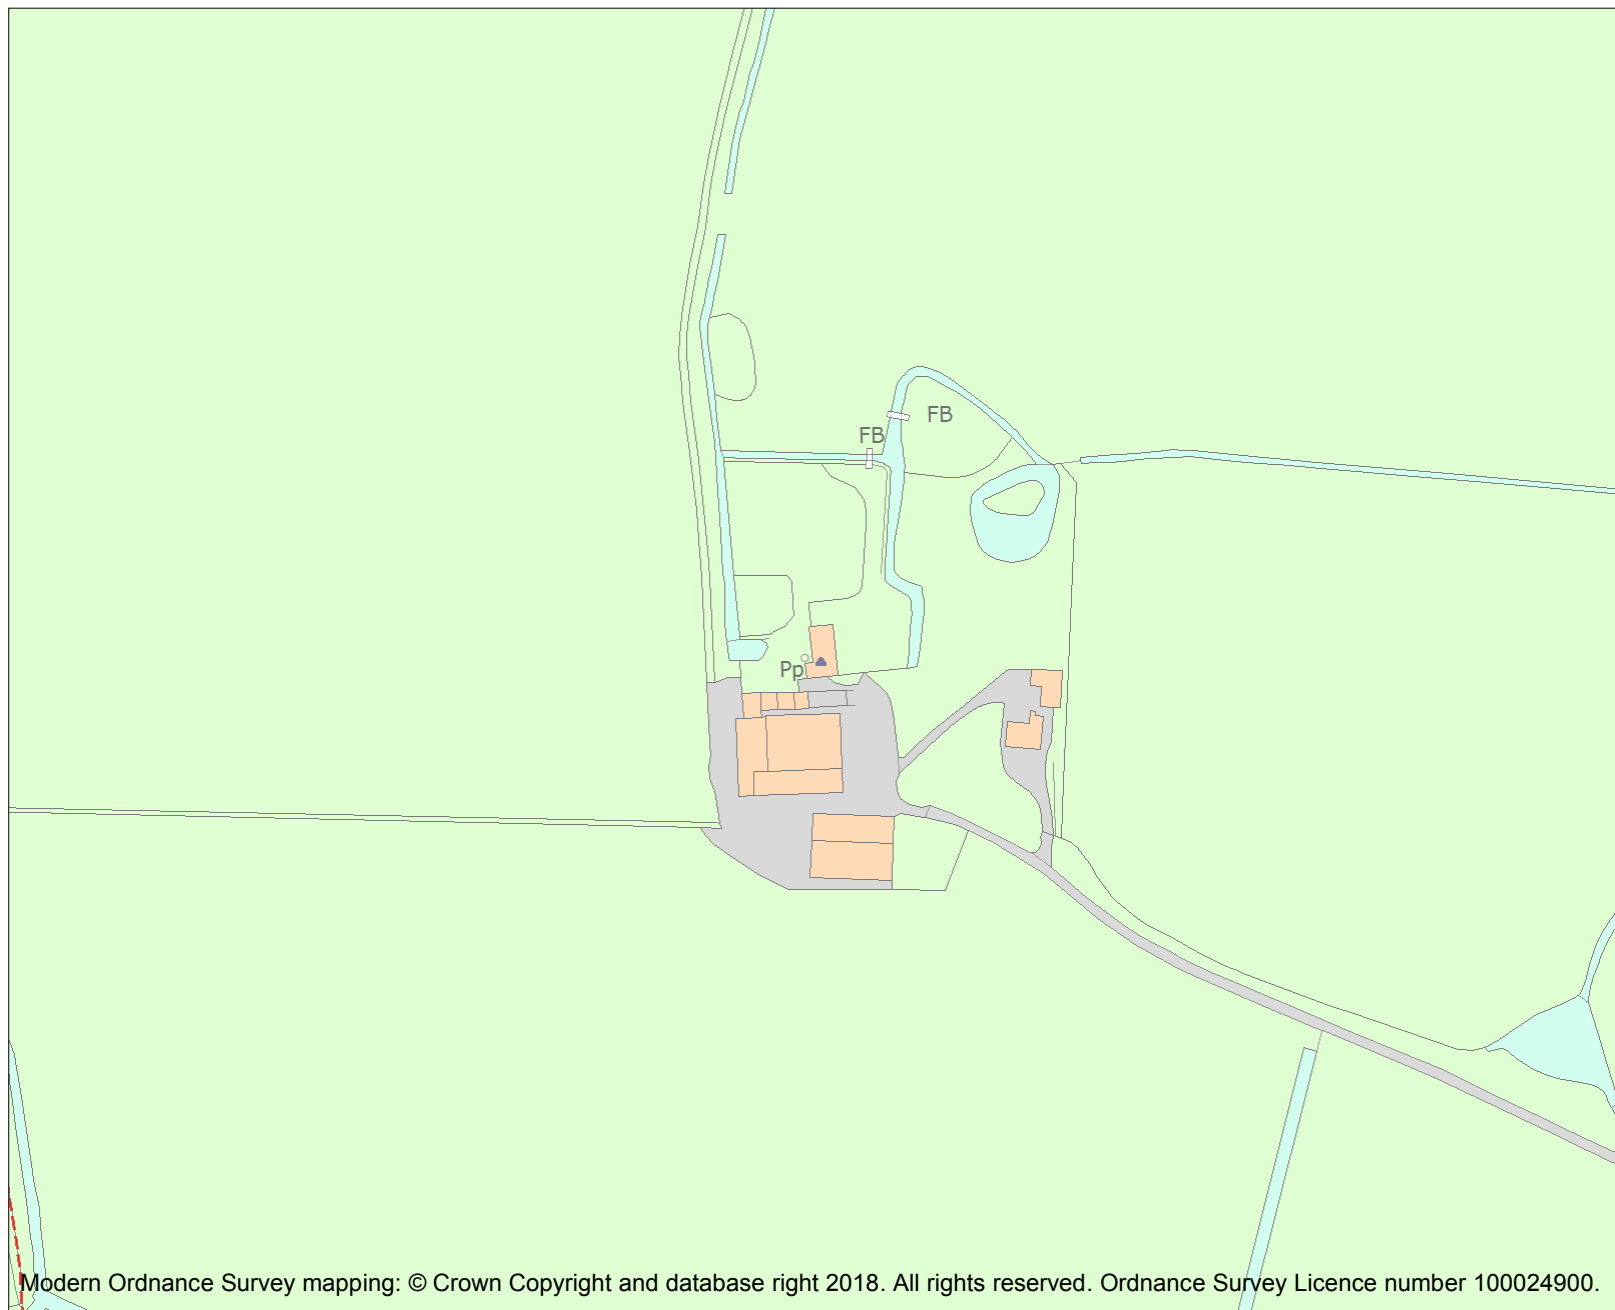 FB
FB
Pp
Modern Ordnance Survey mapping: © Crown Copyright and database right 2018. All rights reserved. Ordnance Survey Licence number 100024900.